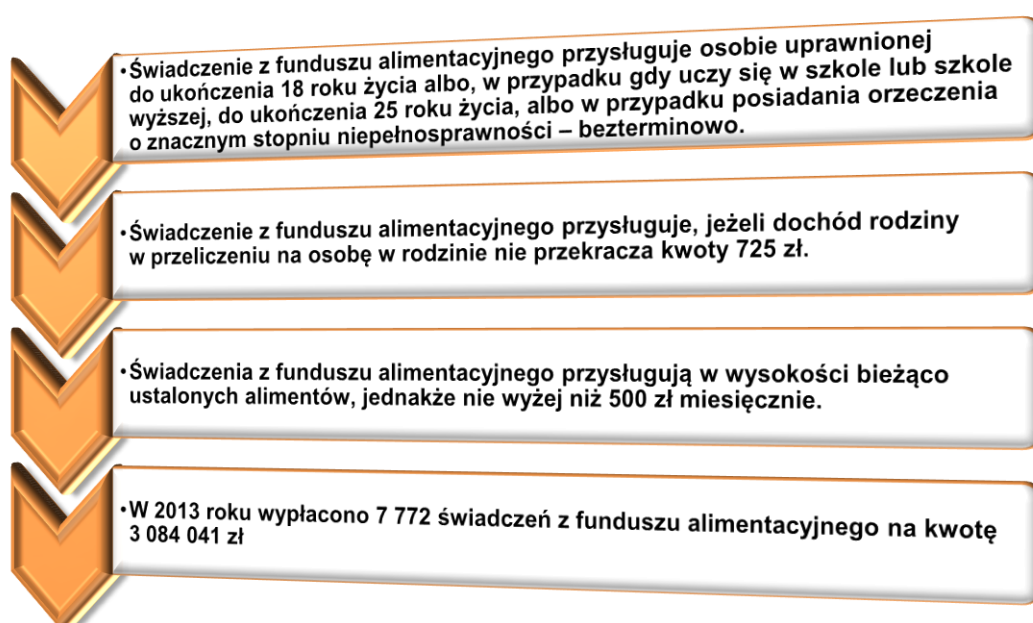 •Świadczenie z funduszu alimentacyjnego przysługuje osobie uprawnionej
do ukończenia 18 roku życia albo, w przypadku gdy uczy się w szkole lub szkole
wyższej, do ukończenia 25 roku życia, albo w przypadku posiadania orzeczenia
o znacznym stopniu niepełnosprawności – bezterminowo.
•Świadczenie z funduszu alimentacyjnego przysługuje, jeżeli dochód rodziny
w przeliczeniu na osobę w rodzinie nie przekracza kwoty 725 zł.
•Świadczenia z funduszu alimentacyjnego przysługują w wysokości bieżąco
ustalonych alimentów, jednakże nie wyżej niż 500 zł miesięcznie.
•W 2013 roku wypłacono 7 772 świadczeń z funduszu alimentacyjnego na kwotę
3 084 041 zł